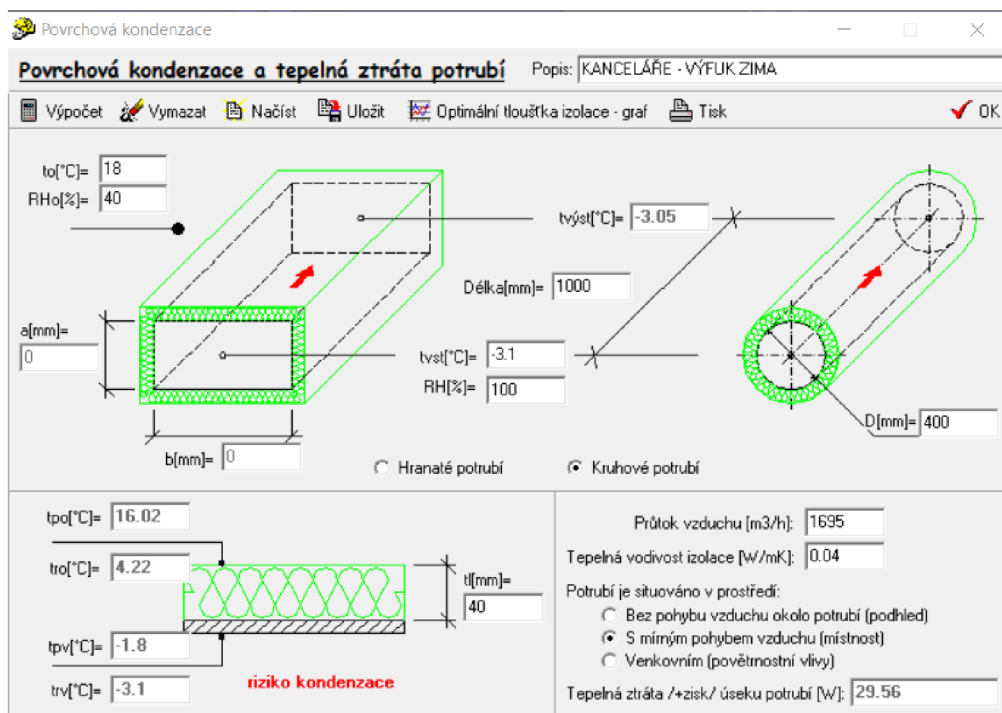 Povrchová kondenzace
Povrchová kondenzace a tepelná ztráta potrubí Popis: KANCELÁŘE - VÝFUK ZIMA
Výpočet Vymazat Načíst Uložit Optimální tloušťka izolace - graf Tisk OK
to[°C]= 18
RHo[%]= 40
tvýst[°C]= -3.05
Délka[mm]= 1000
a[mm]=
0
tvst[°C]= -3.1
RH[%]= 100
D[mm]= 400
b[mm]= 0
Hranaté potrubí Kruhové potrubí
tpo[°C]= 16.02
tro[°C]= 4.22
tl[mm]=
40
tpv[°C]= -1.8
trv[°C]= -3.1
riziko kondenzace
Průtok vzduchu [m3/h]: 1695
Tepelná vodivost izolace [W/mK]: 0.04
Potrubí je situováno v prostředí:
Bez pohybu vzduchu okolo potrubí (podhled)
S mírným pohybem vzduchu (místnost)
Venkovním (povětrnostní vlivy)
Tepelná ztráta /+zisk/ úseku potrubí [W]: 29.56